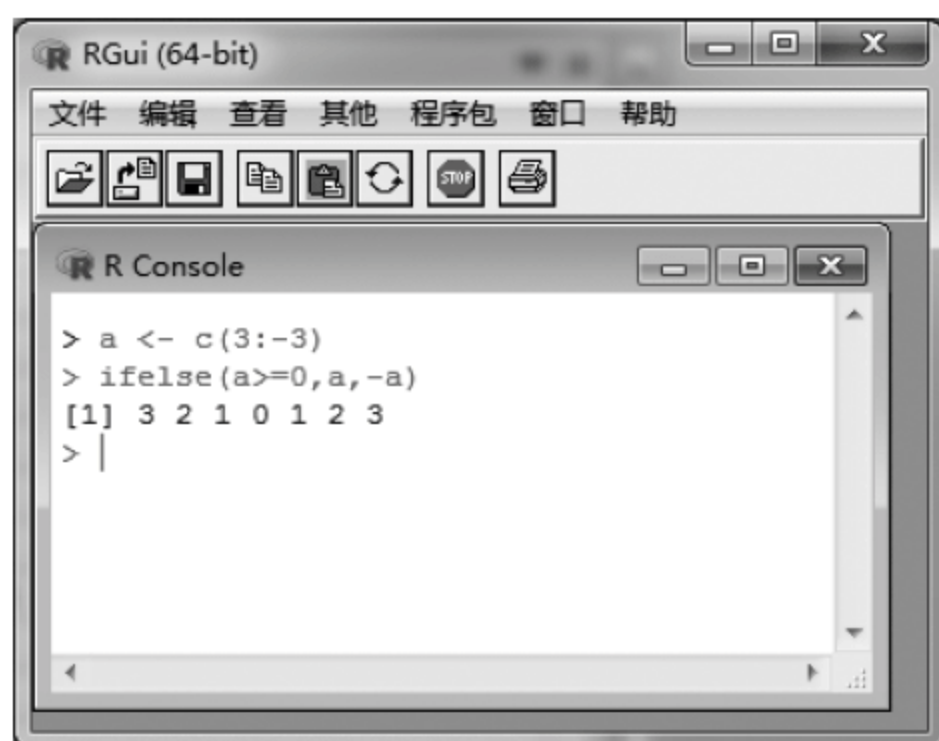 RGui (64-bit)
文件 编辑 查看 其他 程序包 窗口 帮助
STOP
R Console
> a <- c(3:-3)
> ifelse(a>=0,a,-a)
[1] 3 2 1 0 1 2 3
>